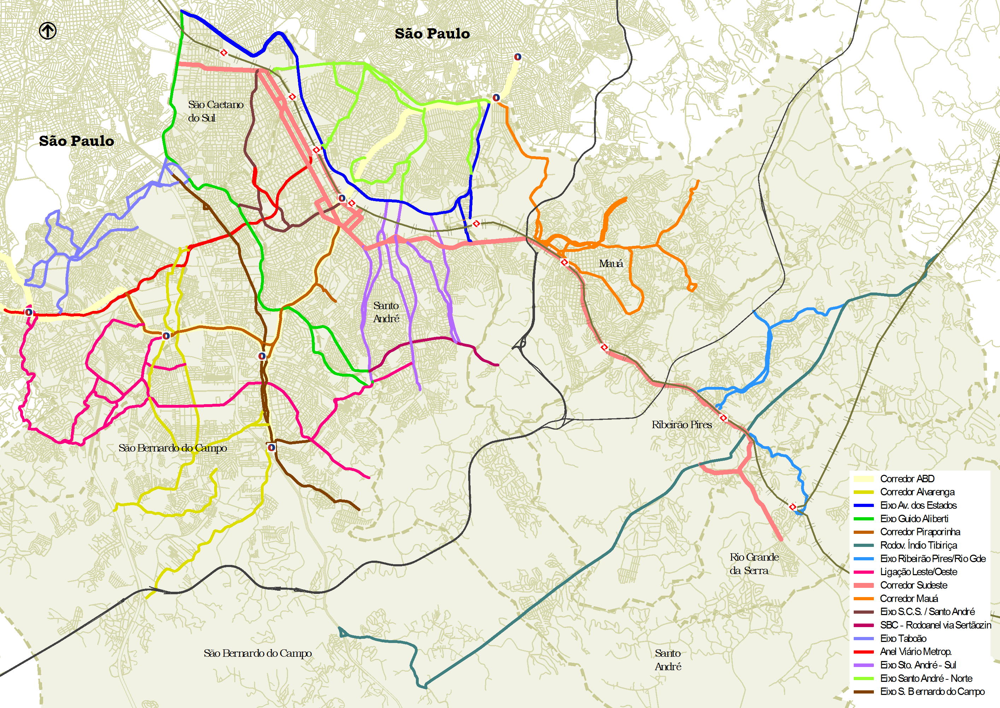 São Paulo
São Caetano
do Sul
São Paulo
Mauá
Santo
André
Ribeirão Pires
São Bernardo do Campo
Rio Grande
da Serra
São Bernardo do Campo
Santo
André
Corredor ABD
Corredor Alvarenga
Eixo Av. dos Estados
Eixo Guido Aliberti
Corredor Piraporinha
Rodov. Índio Tibiriça
Eixo Ribeirão Pires/Rio Gde
Ligação Leste/Oeste
Corredor Sudeste
Corredor Mauá
Eixo S.C.S. / Santo André
SBC - Rodoanel via Sertãozin
Eixo Taboão
Anel Viário Metrop.
Eixo Sto. André - Sul
Eixo Santo André - Norte
Eixo S. Bernardo do Campo